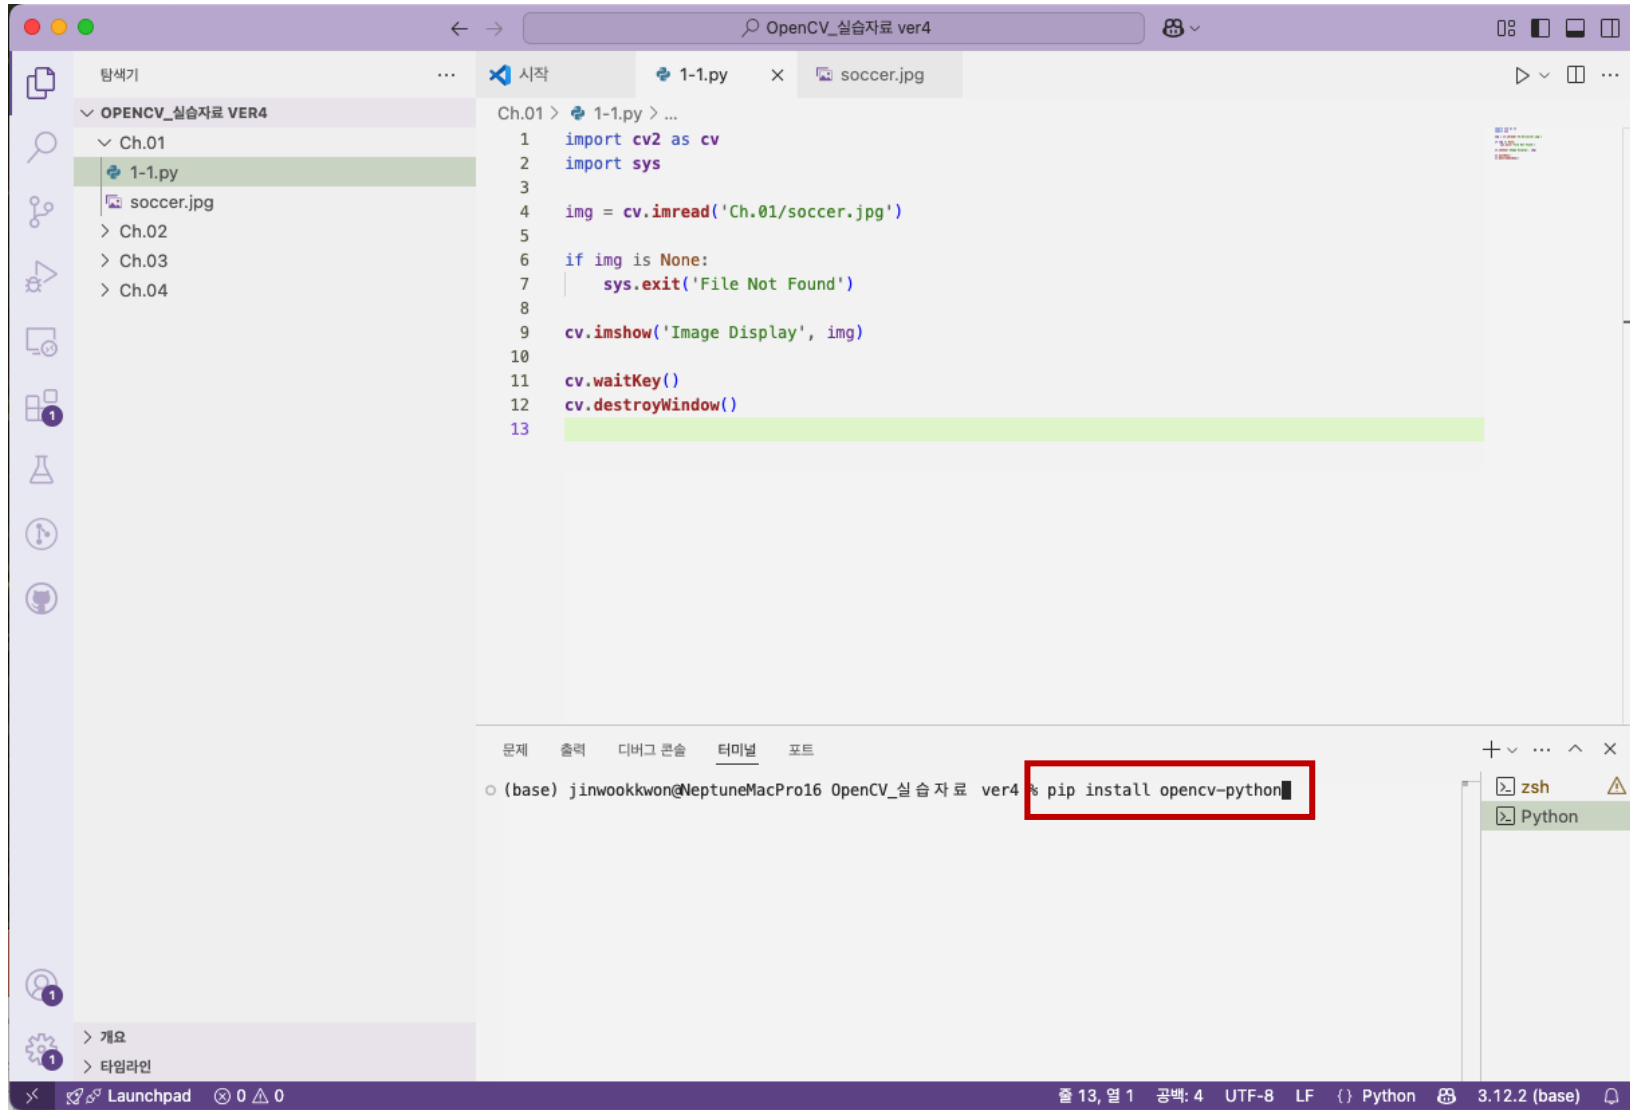 OpenCV_실습자료 ver4
탐색기
시작
1-1.py
soccer.jpg
OPENCV_실습자료 VER4
Ch.01
1-1.py
soccer.jpg
Ch.02
Ch.03
Ch.04
Ch.01 > 1-1.py > ...
1 import cv2 as cv
2 import sys
3
4 img = cv.imread('Ch.01/soccer.jpg')
5
6 if img is None:
7 sys.exit('File Not Found')
8
9 cv.imshow('Image Display', img)
10
11 cv.waitKey()
12 cv.destroyWindow()
13
1
문제 출력 디버그 콘솔 터미널 포트
(base) jinwookkwon@NeptuneMacPro16 OpenCV_실습자료 ver4 % pip install opencv-python
zsh
Python
1
1
개요
타임라인
Launchpad 0 0 줄 13, 열 1 공백: 4 UTF-8 LF {} Python 3.12.2 (base)